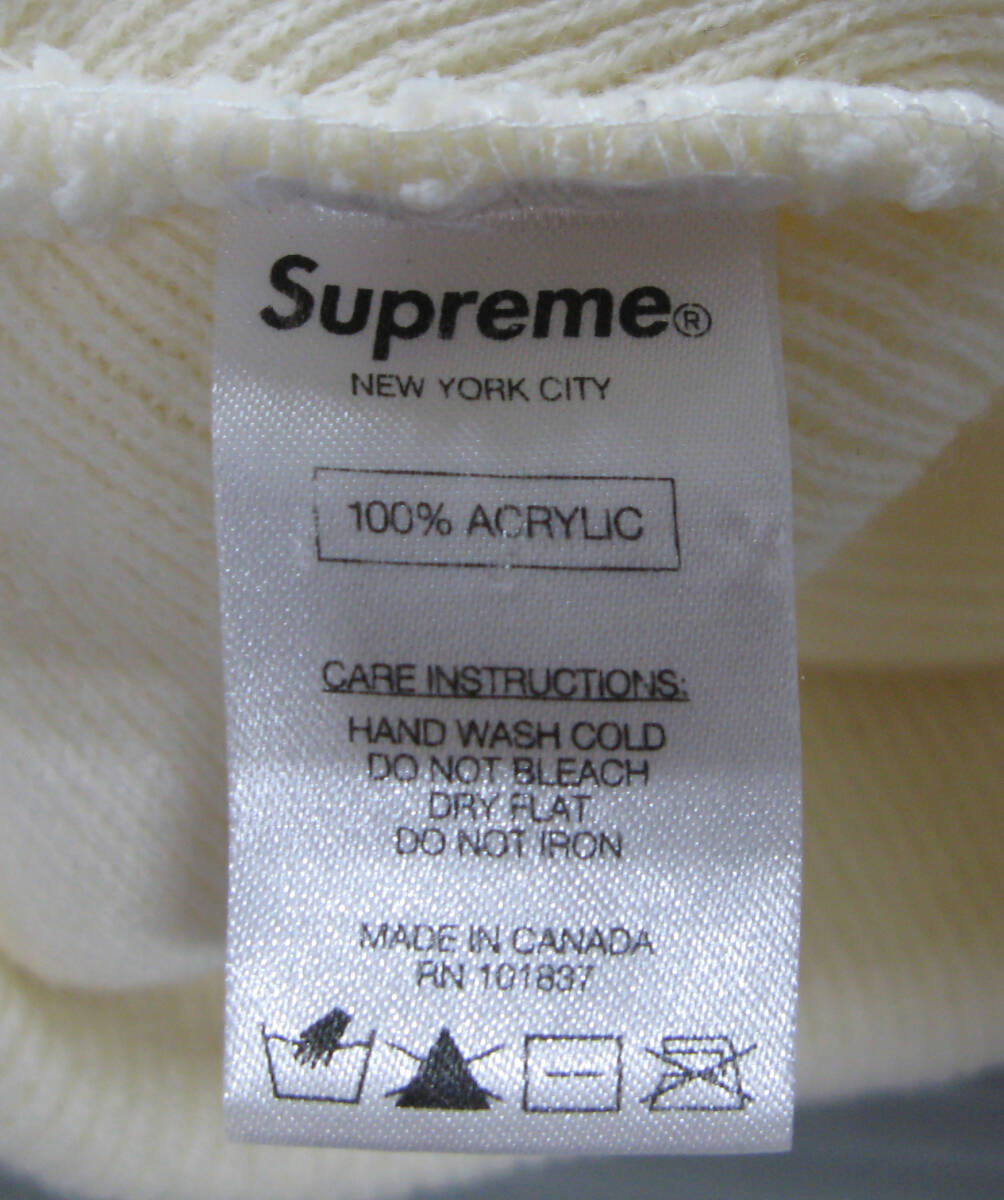 Supreme®
NEW YORK CITY
100% ACRYLIC
CARE INSTRUCTIONS:
HAND WASH COLD
DO NOT BLEACH
DRY FLAT
DO NOT IRON
MADE IN CANADA
RN 101837